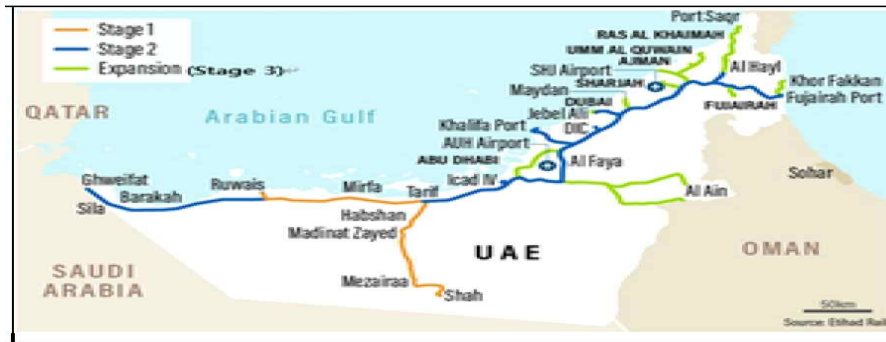 Stage 1
Stage 2
Expansion (Stage 3)
Port Saqr
RAS AL KHAIMAH
UMM AL QUWAIN
AJMAN
SHJ Airport
SHARJAH
Al Hayl
Maydan
Khor Fakkan
DUBAI
FUJAIRAH
Fujairah Port
QATAR
Arabian Gulf
Jebel Ali
Khalifa Port
DIC
AUH Airport
ABU DHABI
Al Faya
Sohar
Ghweifat
Ruwais
Mirfa
Tarif
Icad IV
Al Ain
Barakah
Sila
Habshan
Madinat Zayed
UAE
OMAN
SAUDI
ARABIA
Mezairaa
Shah
50km
Source: Etihad Rail